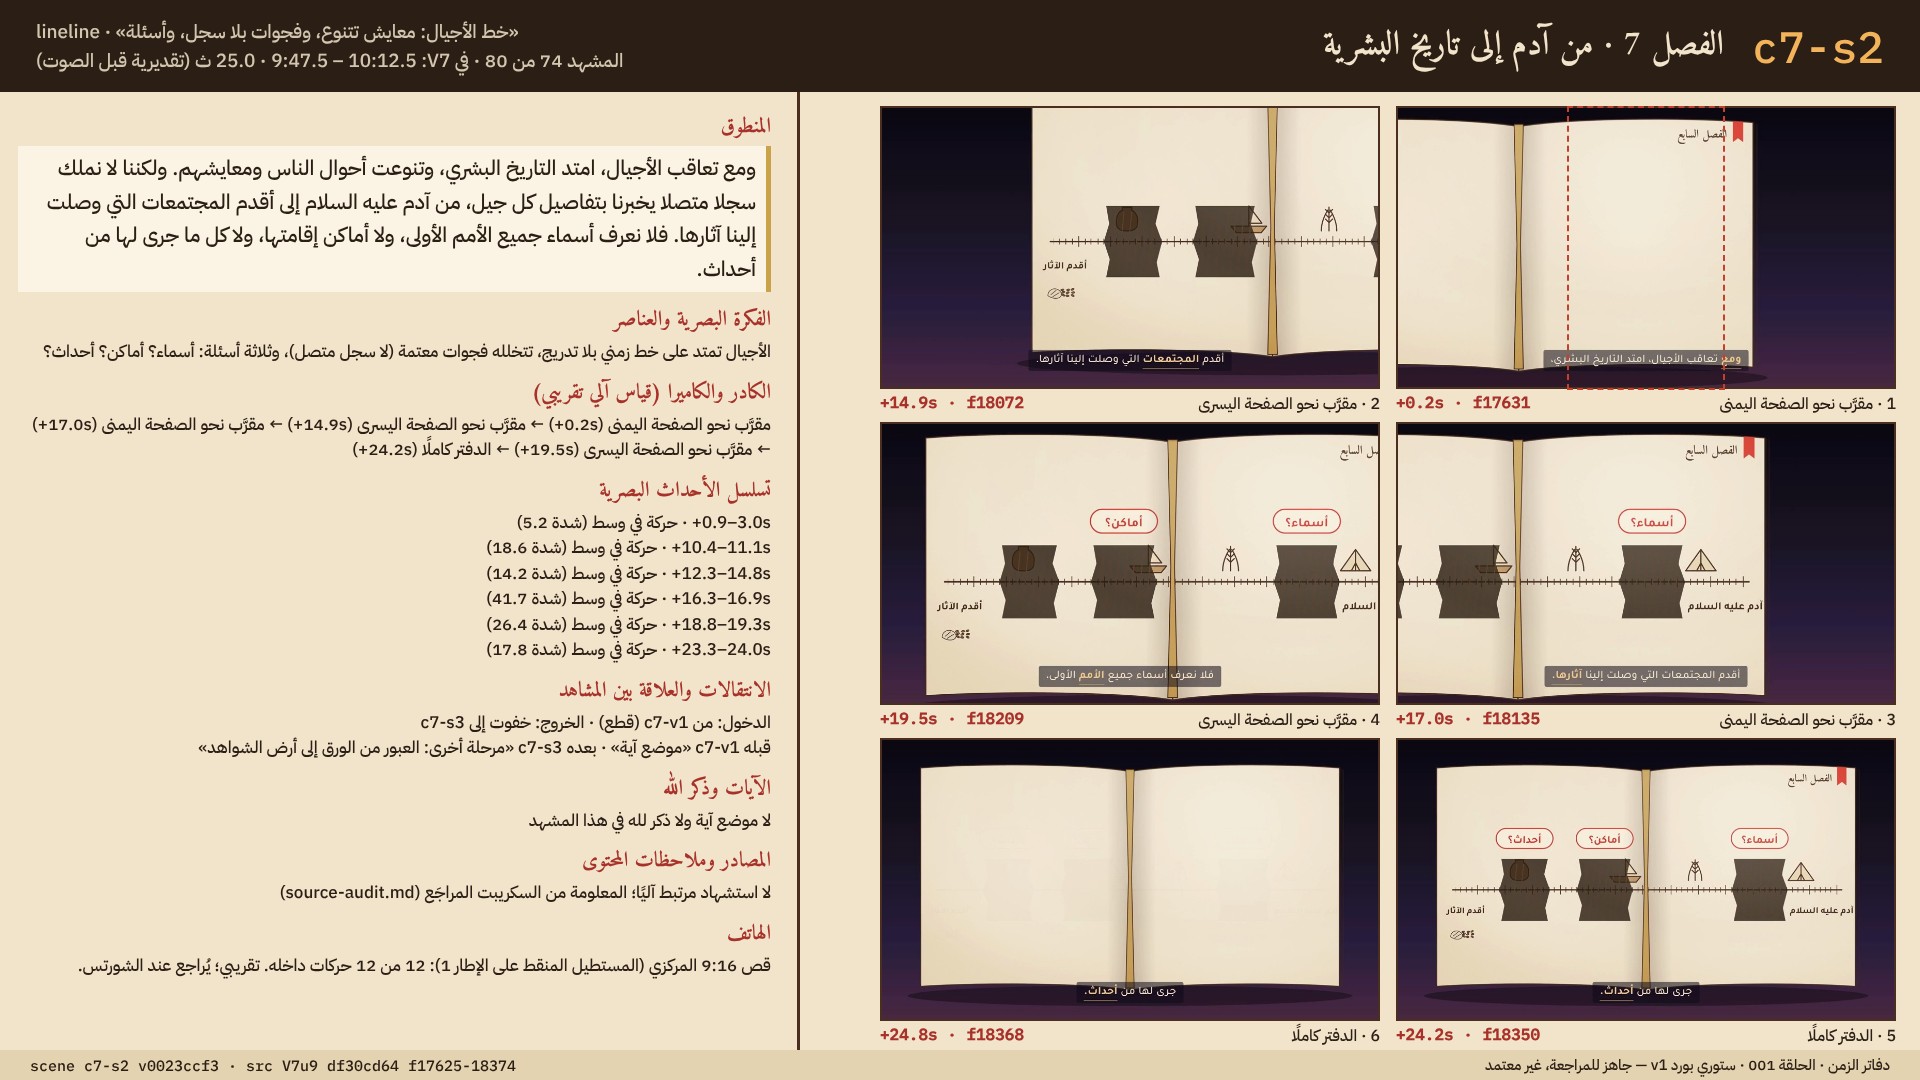 c7-s2
الفصل 7 · من آدم إلى تاريخ البشرية
«خط الأجيال: معايش تتنوع، وفجوات بلا سجل، وأسئلة» · lineline
المشهد 74 من 80 · في V7: 9:47.5 – 10:12.5 · 25.0 ث (تقديرية قبل الصوت)
الفصل السابع
ومع تعاقب الأجيال، امتد التاريخ البشري،
1 · مقرَّب نحو الصفحة اليمنى
+0.2s · f17631
أقدم الآثار
أقدم المجتمعات التي وصلت إلينا آثارها.
2 · مقرَّب نحو الصفحة اليسرى
+14.9s · f18072
الفصل السابع
أسماء؟
آدم عليه السلام
أقدم المجتمعات التي وصلت إلينا آثارها.
3 · مقرَّب نحو الصفحة اليمنى
+17.0s · f18135
السابع
أسماء؟
أماكن؟
السلام
أقدم الآثار
فلا نعرف أسماء جميع الأمم الأولى،
4 · مقرَّب نحو الصفحة اليسرى
+19.5s · f18209
الفصل السابع
أسماء؟
أماكن؟
أحداث؟
آدم عليه السلام
أقدم الآثار
جرى لها من أحداث.
5 · الدفتر كاملًا
+24.2s · f18350
جرى لها من أحداث.
6 · الدفتر كاملًا
+24.8s · f18368
المنطوق
ومع تعاقب الأجيال، امتد التاريخ البشري، وتنوعت أحوال الناس ومعايشهم. ولكننا لا نملك
سجلا متصلا يخبرنا بتفاصيل كل جيل، من آدم عليه السلام إلى أقدم المجتمعات التي وصلت
إلينا آثارها. فلا نعرف أسماء جميع الأمم الأولى، ولا أماكن إقامتها، ولا كل ما جرى لها من
أحداث.
الفكرة البصرية والعناصر
الأجيال تمتد على خط زمني بلا تدريج، تتخلله فجوات معتمة (لا سجل متصل)، وثلاثة أسئلة: أسماء؟ أماكن؟ أحداث؟
الكادر والكاميرا (قياس آلي تقريبي)
مقرَّب نحو الصفحة اليمنى (+0.2s) ← مقرَّب نحو الصفحة اليسرى (+14.9s) ← مقرَّب نحو الصفحة اليمنى (+17.0s)
← مقرَّب نحو الصفحة اليسرى (+19.5s) ← الدفتر كاملًا (+24.2s)
تسلسل الأحداث البصرية
+0.9–3.0s · حركة في وسط (شدة 5.2)
+10.4–11.1s · حركة في وسط (شدة 18.6)
+12.3–14.8s · حركة في وسط (شدة 14.2)
+16.3–16.9s · حركة في وسط (شدة 41.7)
+18.8–19.3s · حركة في وسط (شدة 26.4)
+23.3–24.0s · حركة في وسط (شدة 17.8)
الانتقالات والعلاقة بين المشاهد
الدخول: من c7-v1 (قطع) · الخروج: خفوت إلى c7-s3
قبله c7-v1 «موضع آية» · بعده c7-s3 «مرحلة أخرى: العبور من الورق إلى أرض الشواهد»
الآيات وذكر الله
لا موضع آية ولا ذكر لله في هذا المشهد
المصادر وملاحظات المحتوى
لا استشهاد مرتبط آليًا؛ المعلومة من السكريبت المراجَع (source-audit.md)
الهاتف
قص 9:16 المركزي (المستطيل المنقط على الإطار 1): 12 من 12 حركات داخله. تقريبي؛ يُراجع عند الشورتس.
دفاتر الزمن · الحلقة 001 · ستوري بورد v1 — جاهز للمراجعة، غير معتمد
scene c7-s2 v0023ccf3 · src V7u9 df30cd64 f17625-18374